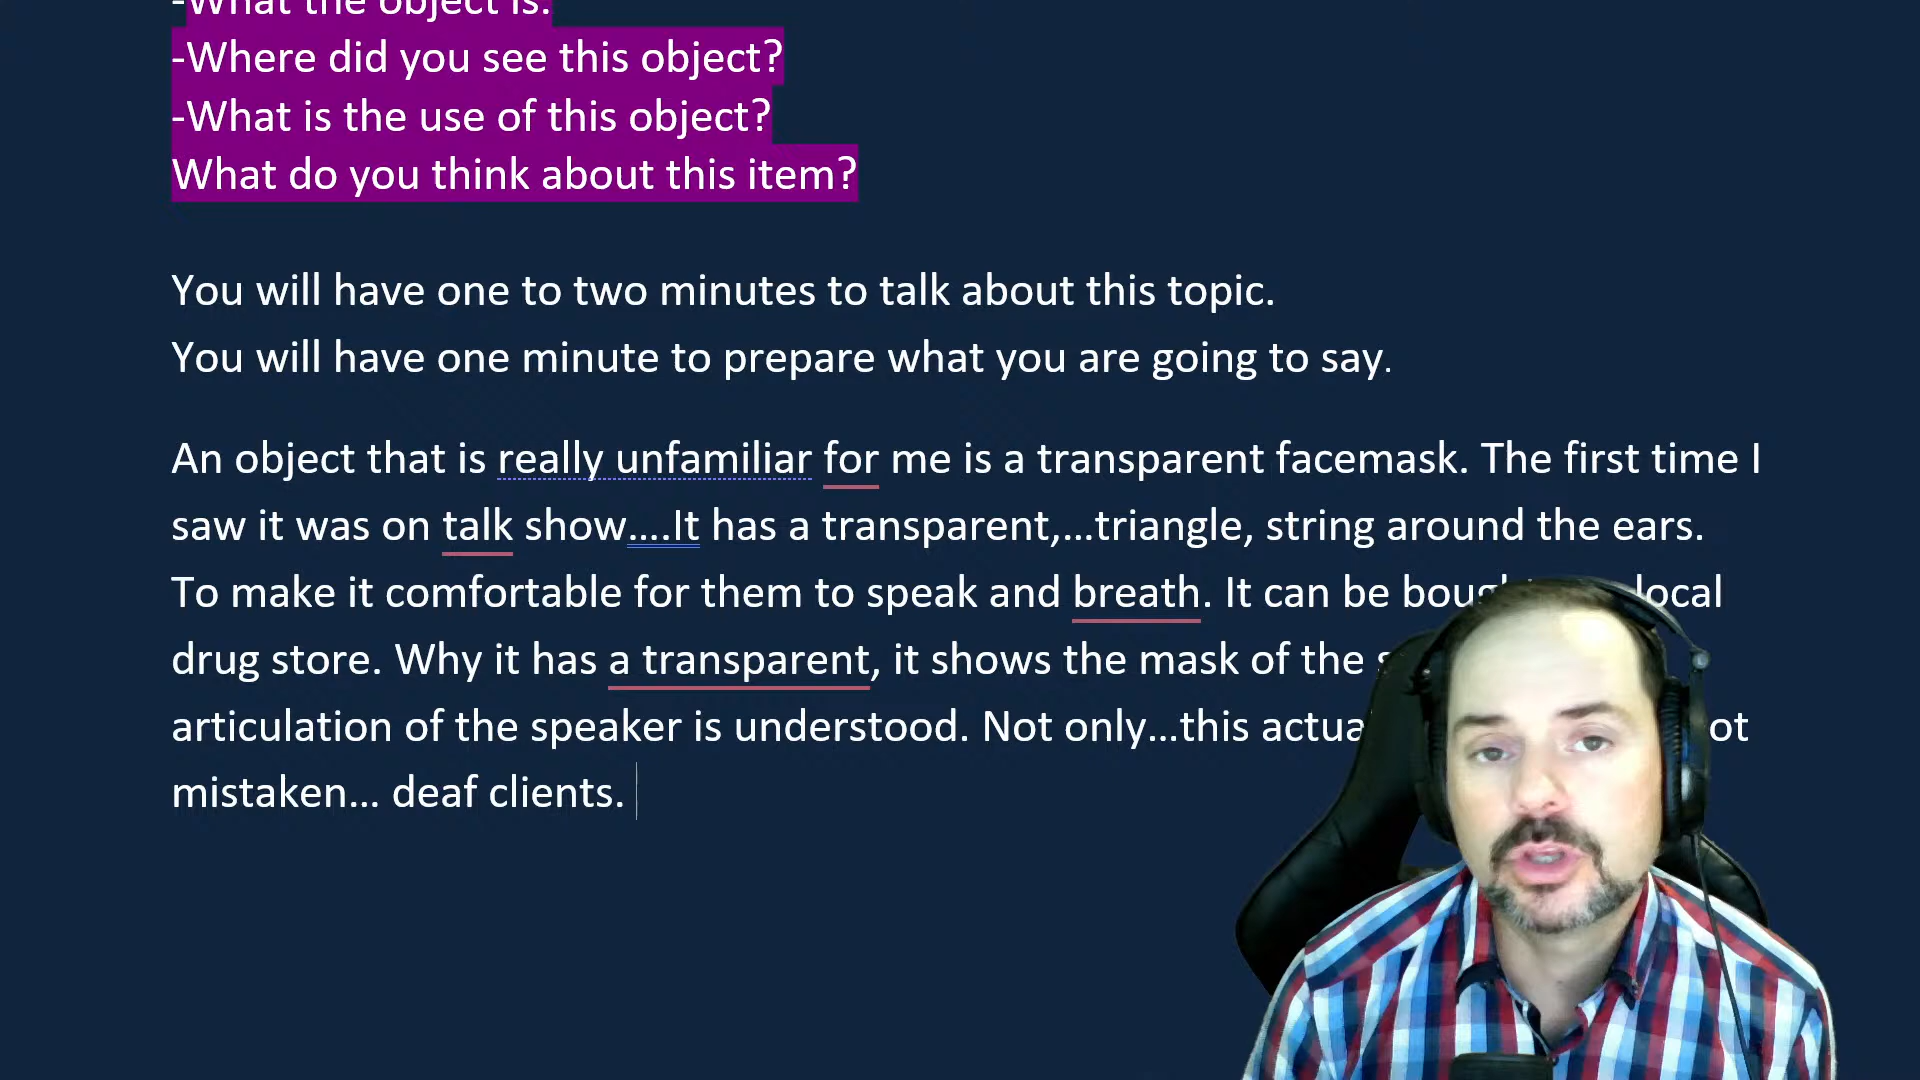 -What the object is.
-Where did you see this object?
-What is the use of this object?
What do you think about this item?
You will have one to two minutes to talk about this topic.
You will have one minute to prepare what you are going to say.
An object that is really unfamiliar for me is a transparent facemask. The first time I
saw it was on talk show....It has a transparent,...triangle, string around the ears.
To make it comfortable for them to speak and breath. It can be local
drug store. Why it has a transparent, it shows the mask of the
articulation of the speaker is understood. Not only...this
mistaken... deaf clients.